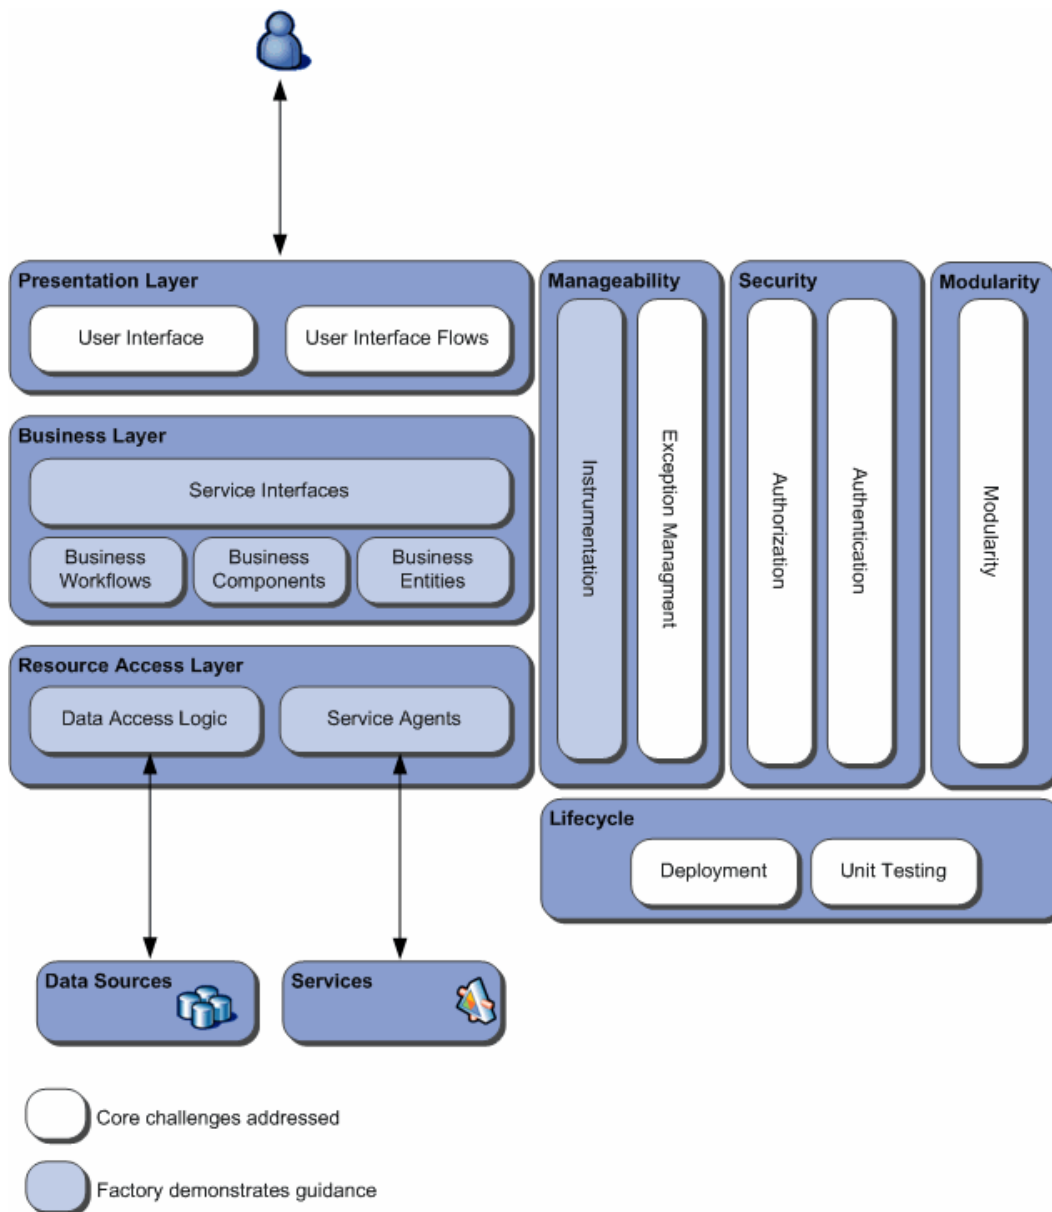 Presentation Layer
User Interface
User Interface Flows
Business Layer
Service Interfaces
Business
Workflows
Business
Components
Business
Entities
Resource Access Layer
Data Access Logic
Service Agents
Manageability
Instrumentation
Exception Managment
Security
Authorization
Authentication
Modularity
Modularity
Lifecycle
Deployment
Unit Testing
Data Sources
Services
Core challenges addressed
Factory demonstrates guidance